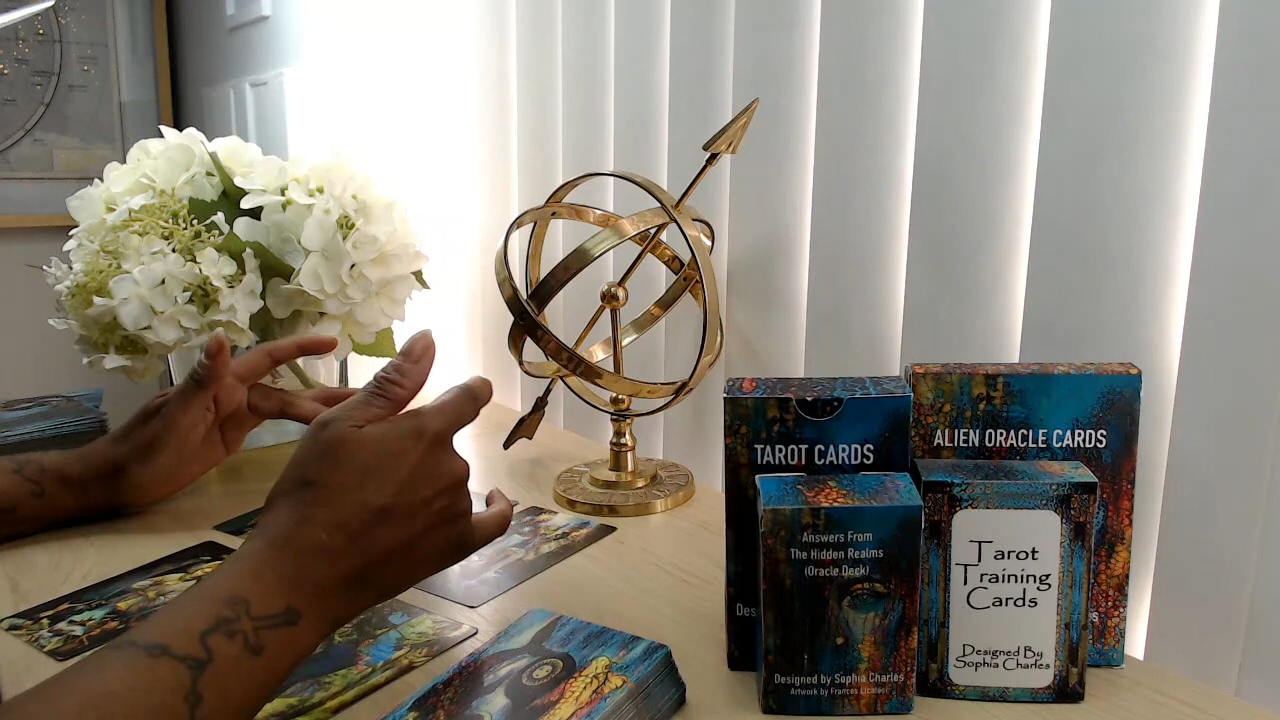 TAROT CARDS
Des
ALIEN ORACLE CARDS
Answers From
The Hidden Realms
(Oracle Deck)
Designed by Sophia Charles
Artwork by Frances Licalosi
Tarot
Training
Cards
Designed By
Sophia Charles